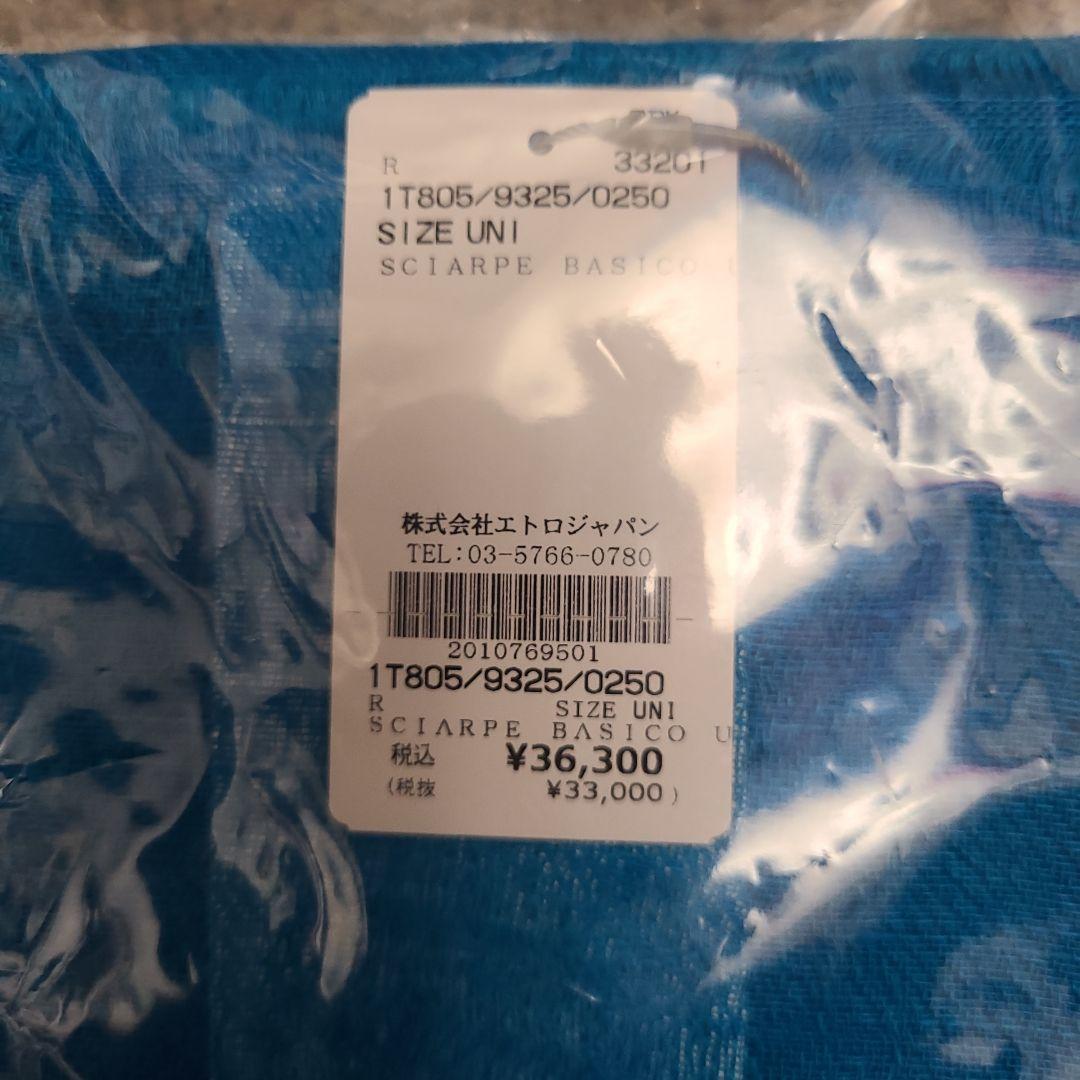 R 33201
1T805/9325/0250
SIZE UNI
SCIARPE BASICO U
株式会社エトロジャパン
TEL:03-5766-0780
2010769501
1T805/9325/0250
R SIZE UNI
SCIARPE BASICO U
税込 ¥36,300
(税抜 ¥33,000)